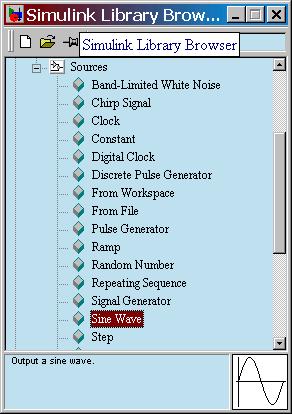 Simulink Library Brow...
Simulink Library Browser
Sources
Band-Limited White Noise
Chirp Signal
Clock
Constant
Digital Clock
Discrete Pulse Generator
From Workspace
From File
Pulse Generator
Ramp
Random Number
Repeating Sequence
Signal Generator
Sine Wave
Step
Output a sine wave.